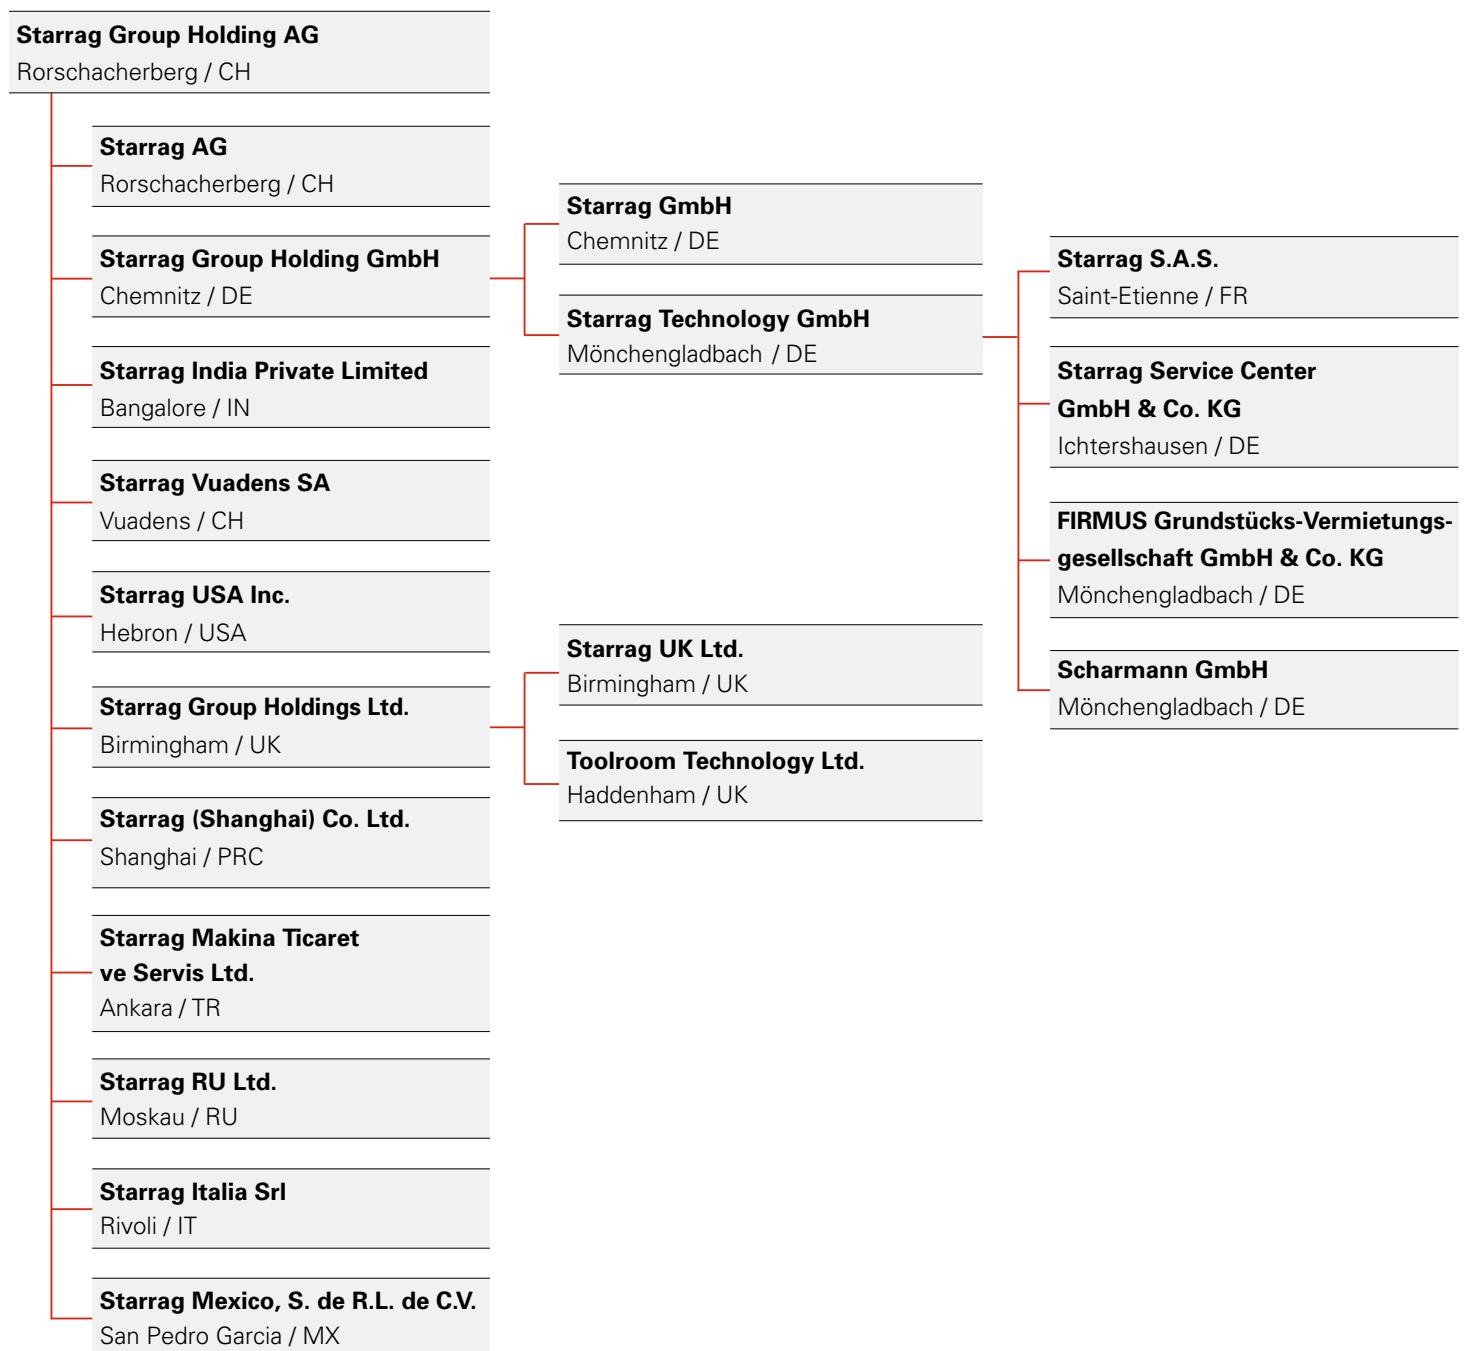 Starrag Group Holding AG
Rorschacherberg / CH
Starrag AG
Rorschacherberg / CH
Starrag Group Holding GmbH
Chemnitz / DE
Starrag India Private Limited
Bangalore / IN
Starrag Vuadens SA
Vuadens / CH
Starrag USA Inc.
Hebron / USA
Starrag Group Holdings Ltd.
Birmingham / UK
Starrag (Shanghai) Co. Ltd.
Shanghai / PRC
Starrag Makina Ticaret
ve Servis Ltd.
Ankara / TR
Starrag RU Ltd.
Moskau / RU
Starrag Italia Srl
Rivoli / IT
Starrag Mexico, S. de R.L. de C.V.
San Pedro Garcia / MX
Starrag GmbH
Chemnitz / DE
Starrag Technology GmbH
Mönchengladbach / DE
Starrag UK Ltd.
Birmingham / UK
Toolroom Technology Ltd.
Haddenham / UK
Starrag S.A.S.
Saint-Etienne / FR
Starrag Service Center
GmbH & Co. KG
Ichtershausen / DE
FIRMUS Grundstücks-Vermietungs-
gesellschaft GmbH & Co. KG
Mönchengladbach / DE
Scharmann GmbH
Mönchengladbach / DE